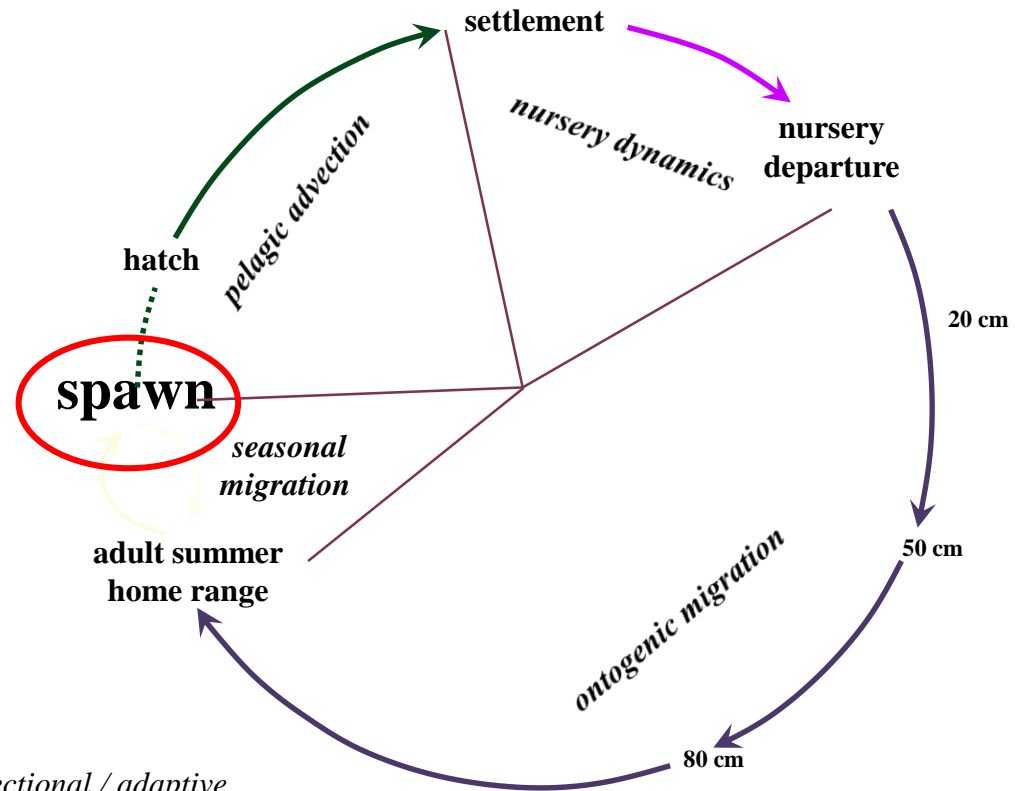 settlement
nursery dynamics
nursery
departure
pelagic advection
hatch
20 cm
spawn
seasonal
migration
50 cm
adult summer
home range
ontogenic migration
80 cm
/ adaptive